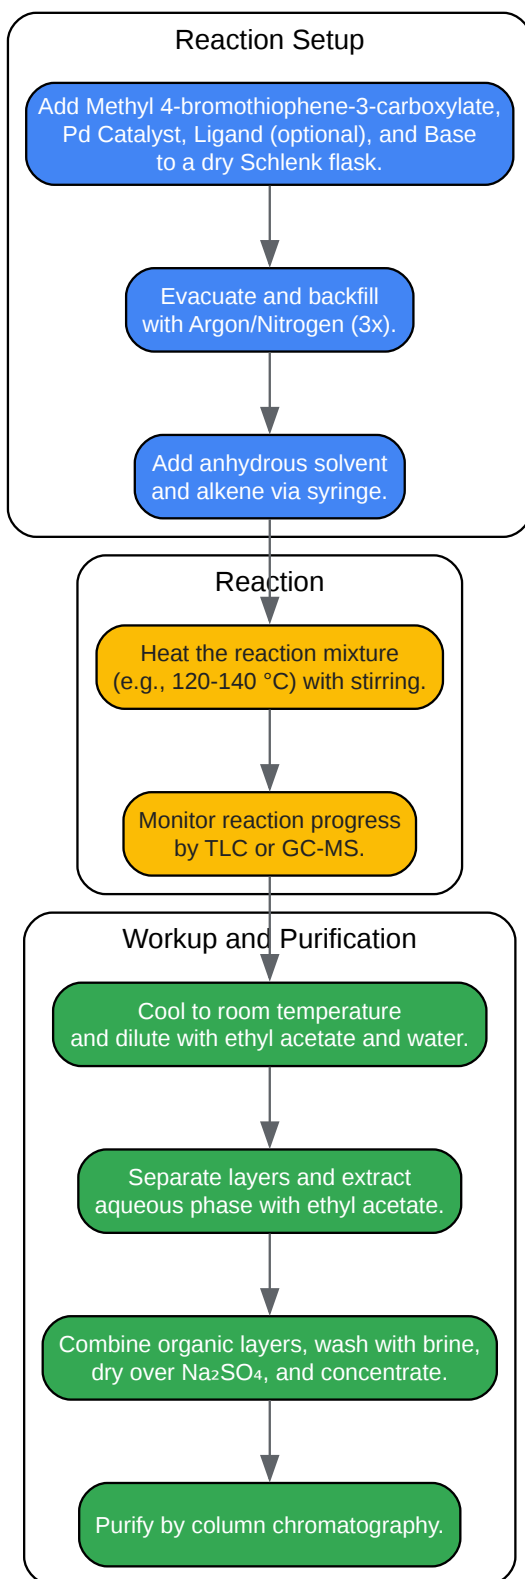 Reaction Setup
Add Methyl 4-bromothiophene-3-carboxylate,
Pd Catalyst, Ligand (optional), and Base
to a dry Schlenk flask.
Evacuate and backfill
with Argon/Nitrogen (3x).
Add anhydrous solvent
and alkene via syringe.
Reaction
Heat the reaction mixture
(e.g., 120-140 °C) with stirring.
Monitor reaction progress
by TLC or GC-MS.
Workup and Purification
Cool to room temperature
and dilute with ethyl acetate and water.
Separate layers and extract
aqueous phase with ethyl acetate.
Combine organic layers, wash with brine,
dry over Na₂SO₄, and concentrate.
Purify by column chromatography.